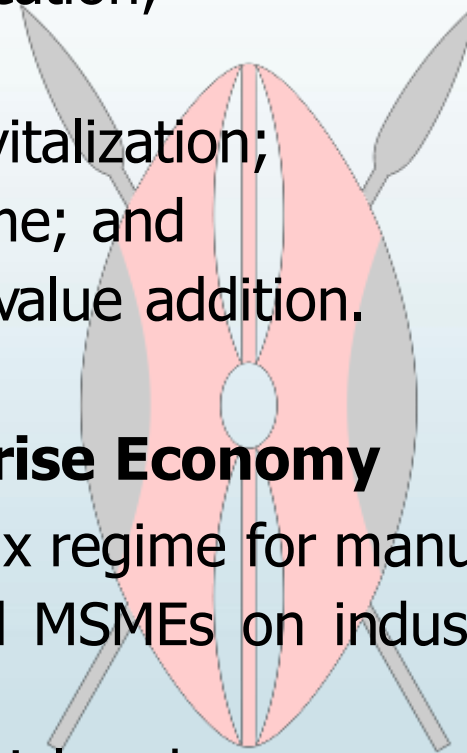 vitalization;
ne; and
value addition.
rise Economy
x regime for manu
MSMEs on indus